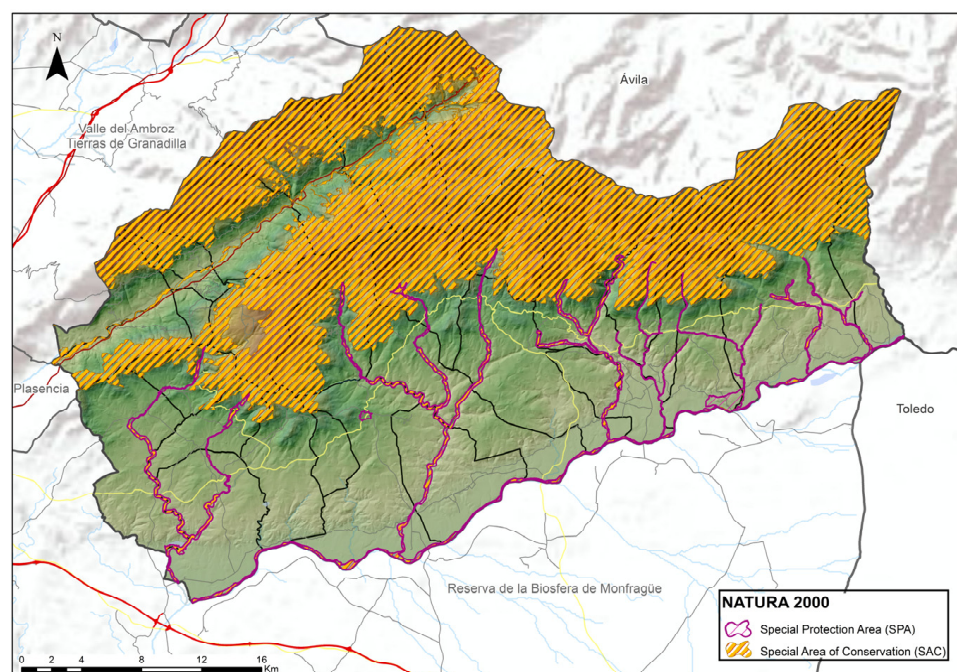 N
Ávila
Valle del Ambroz
Tierras de Granadilla
Plasencia
Toledo
Reserva de la Biosfera de Monfragüe
NATURA 2000
Special Protection Area (SPA)
Special Area of Conservation (SAC)
0 2 4 8 12 16
Km